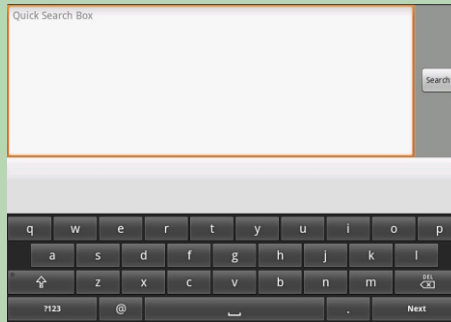 Quick Search Box
Search
q w e r t y u i o p
a s d f g h j k l
z x c v b n m DEL
?123 @ . Next